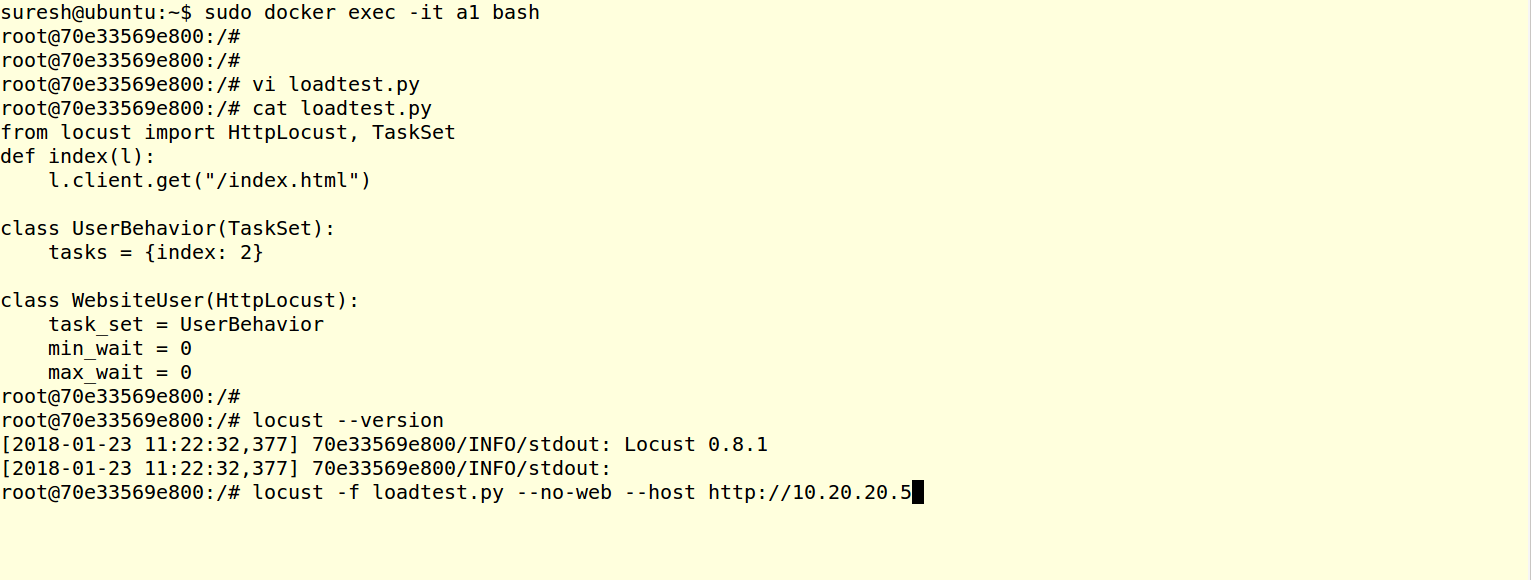 suresh@ubuntu:~$ sudo docker exec -it a1 bash
root@70e33569e800:/#
root@70e33569e800:/#
root@70e33569e800:/# vi loadtest.py
root@70e33569e800:/# cat loadtest.py
from locust import HttpLocust, TaskSet
def index(l):
    l.client.get("/index.html")

class UserBehavior(TaskSet):
    tasks = {index: 2}

class WebsiteUser(HttpLocust):
    task_set = UserBehavior
    min_wait = 0
    max_wait = 0
root@70e33569e800:/#
root@70e33569e800:/# locust --version
[2018-01-23 11:22:32,377] 70e33569e800/INFO/stdout: Locust 0.8.1
[2018-01-23 11:22:32,377] 70e33569e800/INFO/stdout:
root@70e33569e800:/# locust -f loadtest.py --no-web --host http://10.20.20.5